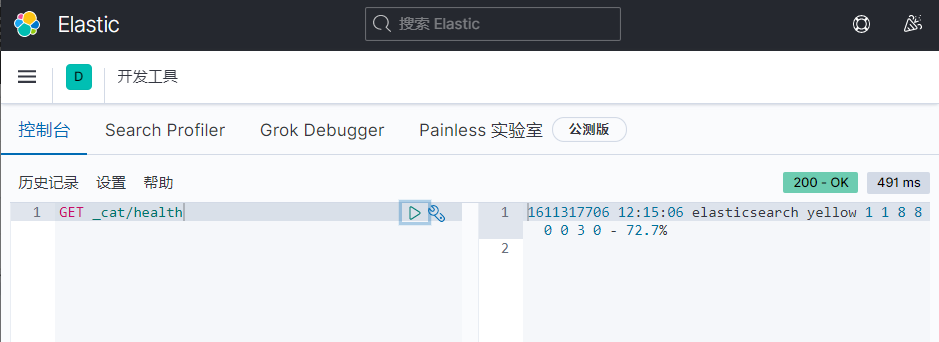 Elastic
搜索 Elastic
D
开发工具
控制台 Search Profiler Grok Debugger Painless 实验室 公测版
历史记录 设置 帮助
200 - OK 491 ms
1 GET _cat/health
1 1611317706 12:15:06 elasticsearch yellow 1 1 8 8
0 0 3 0 - 72.7%
2